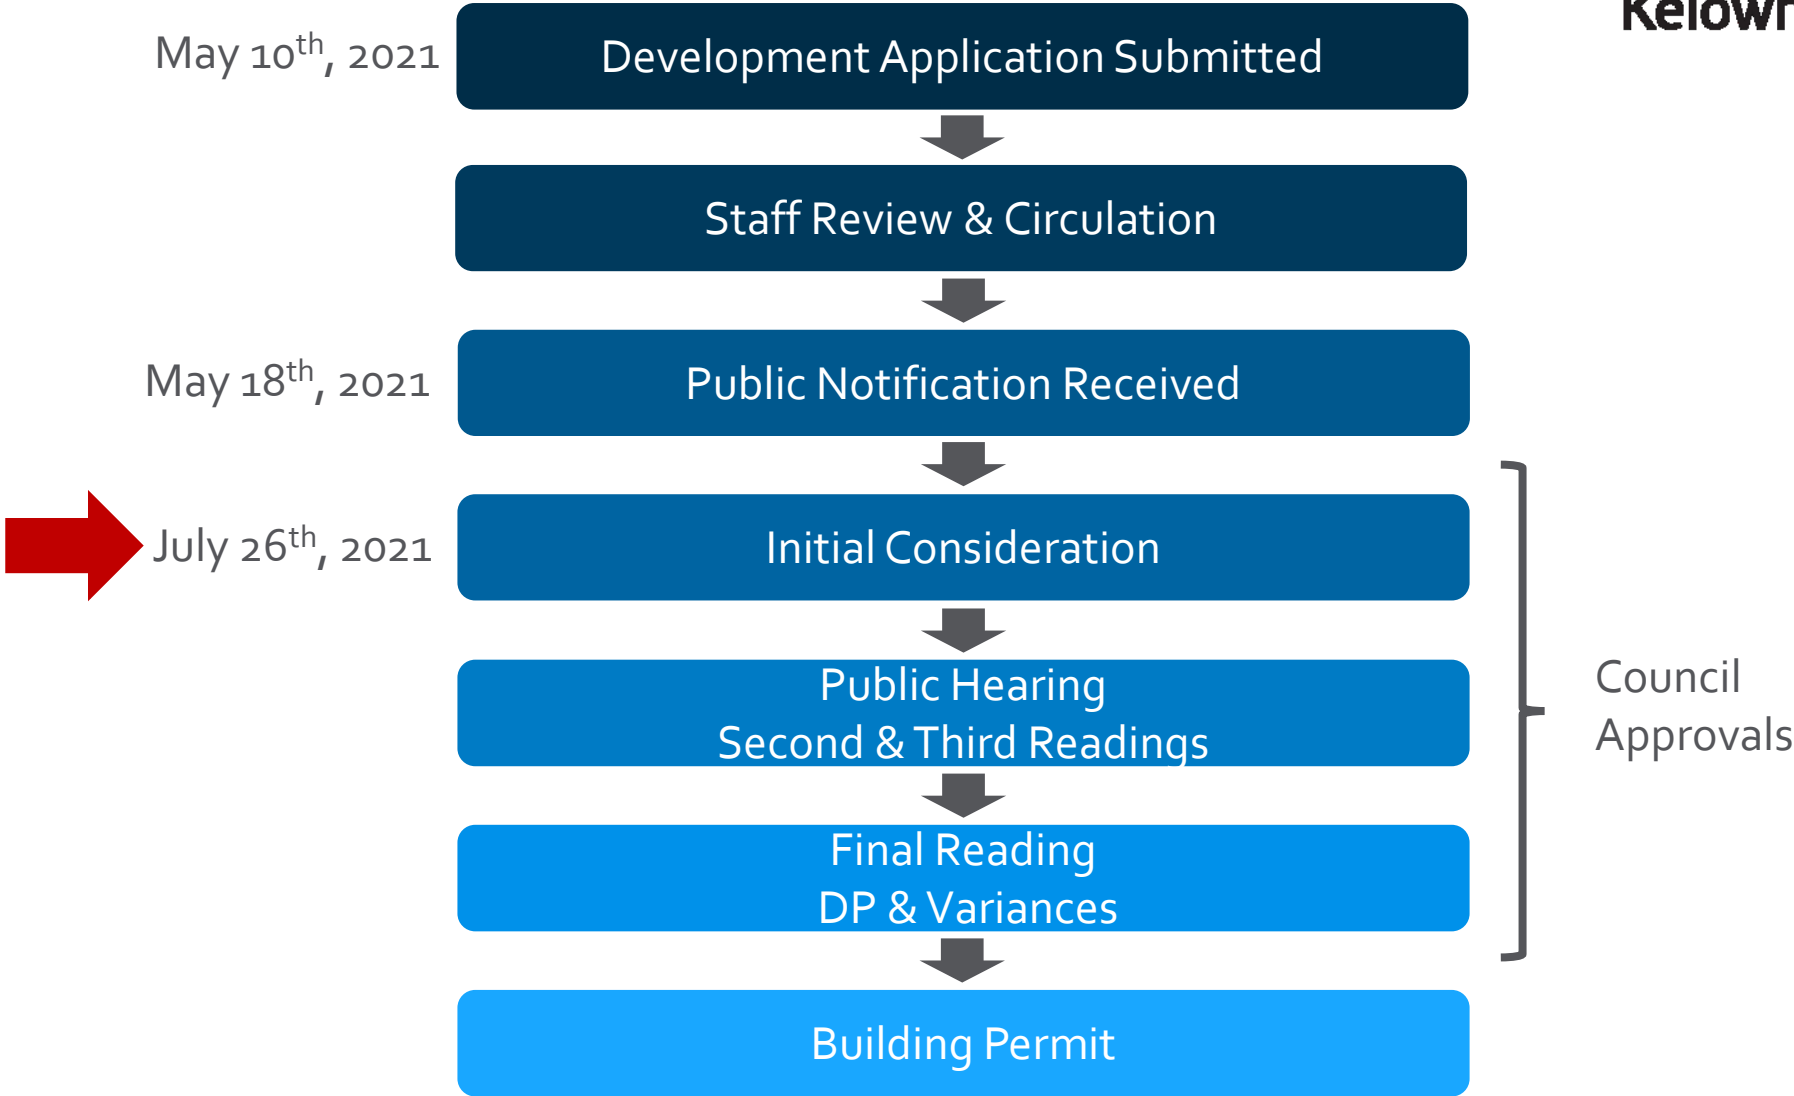 May 10th, 2021
Development Application Submitted
Staff Review & Circulation
May 18th, 2021
Public Notification Received
July 26th, 2021
Initial Consideration
Public Hearing
Second & Third Readings
Council
Approvals
Final Reading
DP & Variances
Building Permit